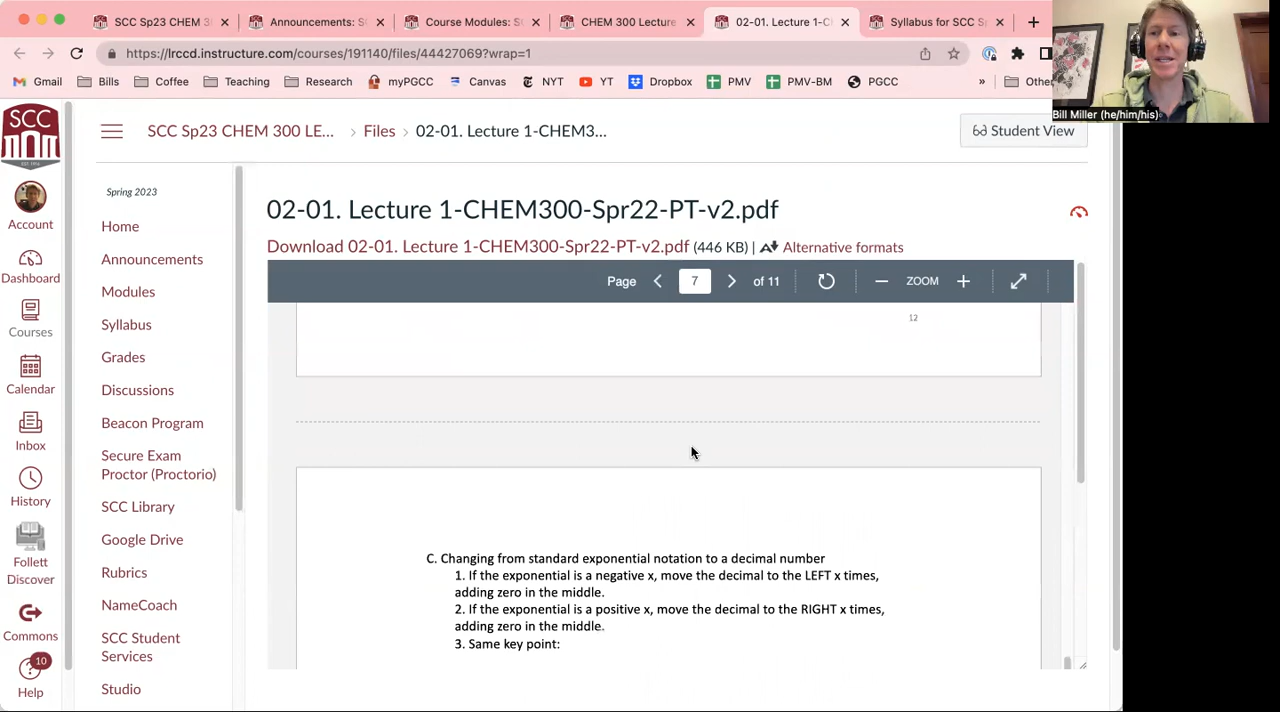 SCC Sp23 CHEM 3
Announcements: S
Course Modules: S
CHEM 300 Lecture
02-01. Lecture 1-C
Syllabus for SCC S
https://lrccd.instructure.com/courses/191140/files/44427069?wrap=1
Gmail
Bills
Coffee
Teaching
Research
myPGCC
Canvas
NYT
YT
Dropbox
PMV
PMV-BM
PGCC
»
Other
Bill Miller (he/him/his)
SCC
SCC Sp23 CHEM 300 LE... > Files > 02-01. Lecture 1-CHEM3...
Student View
Account
Dashboard
Courses
Calendar
Inbox
History
Follett
Discover
Commons
10
Help
Spring 2023
Home
Announcements
Modules
Syllabus
Grades
Discussions
Beacon Program
Secure Exam
Proctor (Proctorio)
SCC Library
Google Drive
Rubrics
NameCoach
SCC Student
Services
Studio
02-01. Lecture 1-CHEM300-Spr22-PT-v2.pdf
Download 02-01. Lecture 1-CHEM300-Spr22-PT-v2.pdf (446 KB) | Alternative formats
Page 7 of 11 ZOOM
12
C. Changing from standard exponential notation to a decimal number
1. If the exponential is a negative x, move the decimal to the LEFT x times,
adding zero in the middle.
2. If the exponential is a positive x, move the decimal to the RIGHT x times,
adding zero in the middle.
3. Same key point: